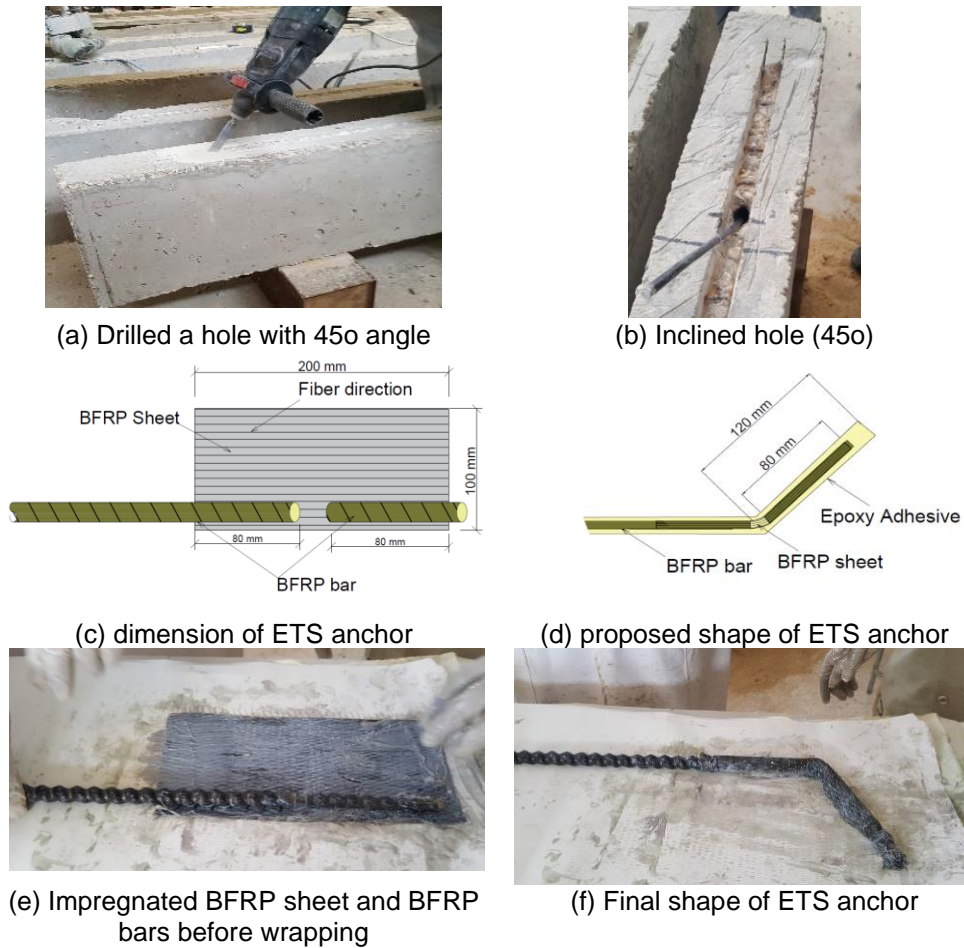 (a) Drilled a hole with 45o angle
(b) Inclined hole (45o)
200 mm
Fiber direction
BFRP Sheet
100 mm
80 mm
80 mm
BFRP bar
(c) dimension of ETS anchor
120 mm
80 mm
Epoxy Adhesive
BFRP bar
BFRP sheet
(d) proposed shape of ETS anchor
(e) Impregnated BFRP sheet and BFRP
bars before wrapping
(f) Final shape of ETS anchor